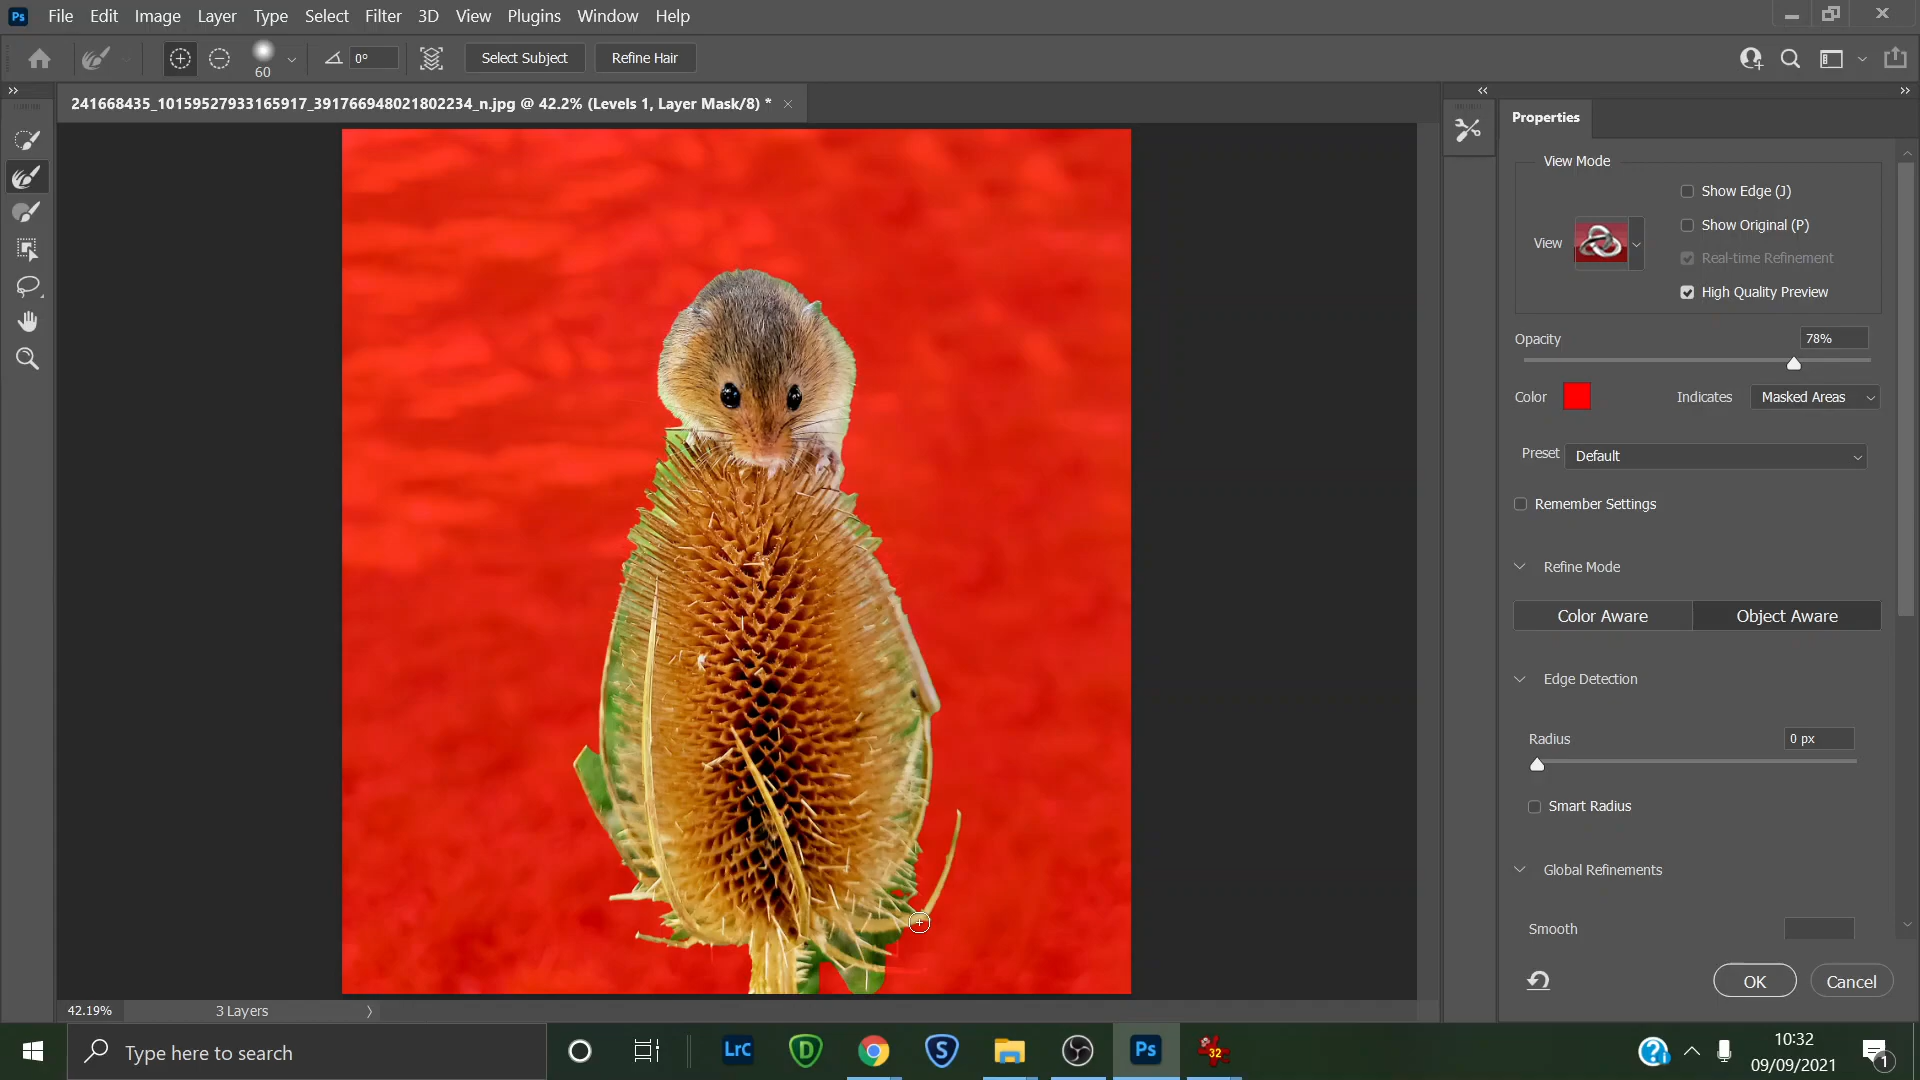 Ps File Edit Image Layer Type Select Filter 3D View Plugins Window Help
60 0° Select Subject Refine Hair
241668435_10159527933165917_391766948021802234_n.jpg @ 42.2% (Levels 1, Layer Mask/8) *
Properties
View Mode
Show Edge (J)
Show Original (P)
View
Real-time Refinement
High Quality Preview
Opacity 78%
Color Indicates Masked Areas
Preset Default
Remember Settings
Refine Mode
Color Aware Object Aware
Edge Detection
Radius 0 px
Smart Radius
Global Refinements
Smooth
OK Cancel
42.19% 3 Layers
Type here to search LrC D S Ps 32 ? 10:32
09/09/2021 1